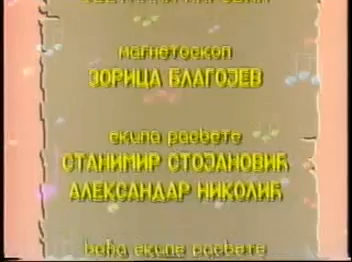 магнетоскоп
ЗОРИЦА БЛАГОЈЕВ
екипа расвете
СТАНИМИР СТОЈАНОВИЋ
АЛЕКСАНДАР НИКОЛИЋ
вођа екипе расвете